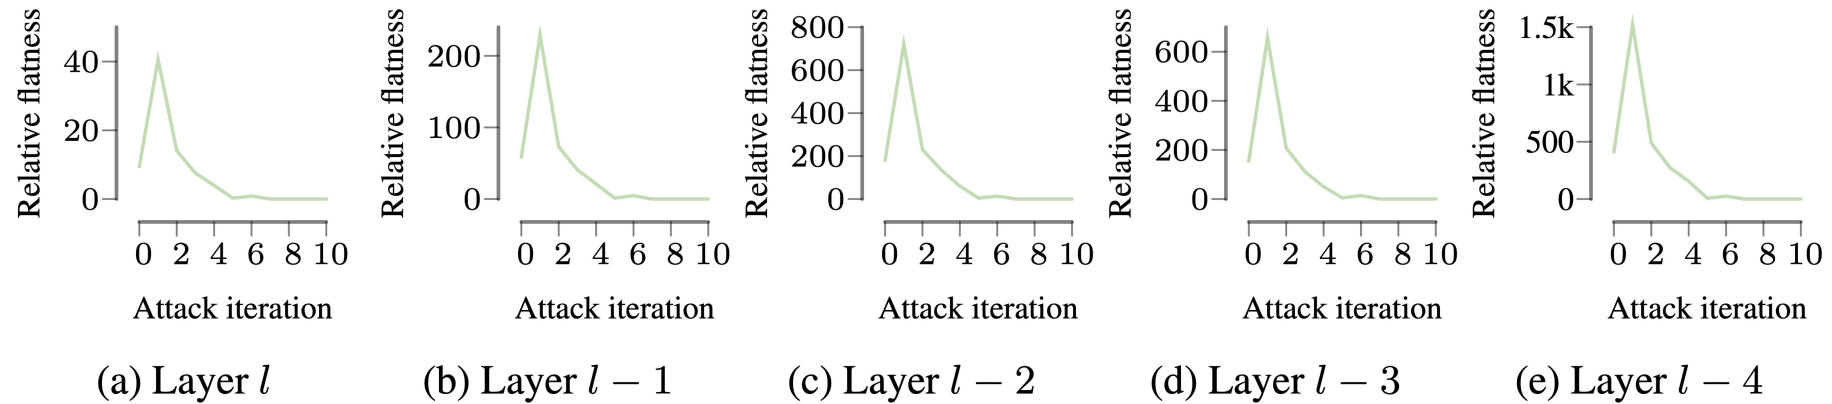 Relative flatness
40
20
0
0 2 4 6 8 10
Attack iteration
(a) Layer l
Relative flatness
200
100
0
0 2 4 6 8 10
Attack iteration
(b) Layer l − 1
Relative flatness
800
600
400
200
0
0 2 4 6 8 10
Attack iteration
(c) Layer l − 2
Relative flatness
600
400
200
0
0 2 4 6 8 10
Attack iteration
(d) Layer l − 3
Relative flatness
1.5k
1k
500
0
0 2 4 6 8 10
Attack iteration
(e) Layer l − 4